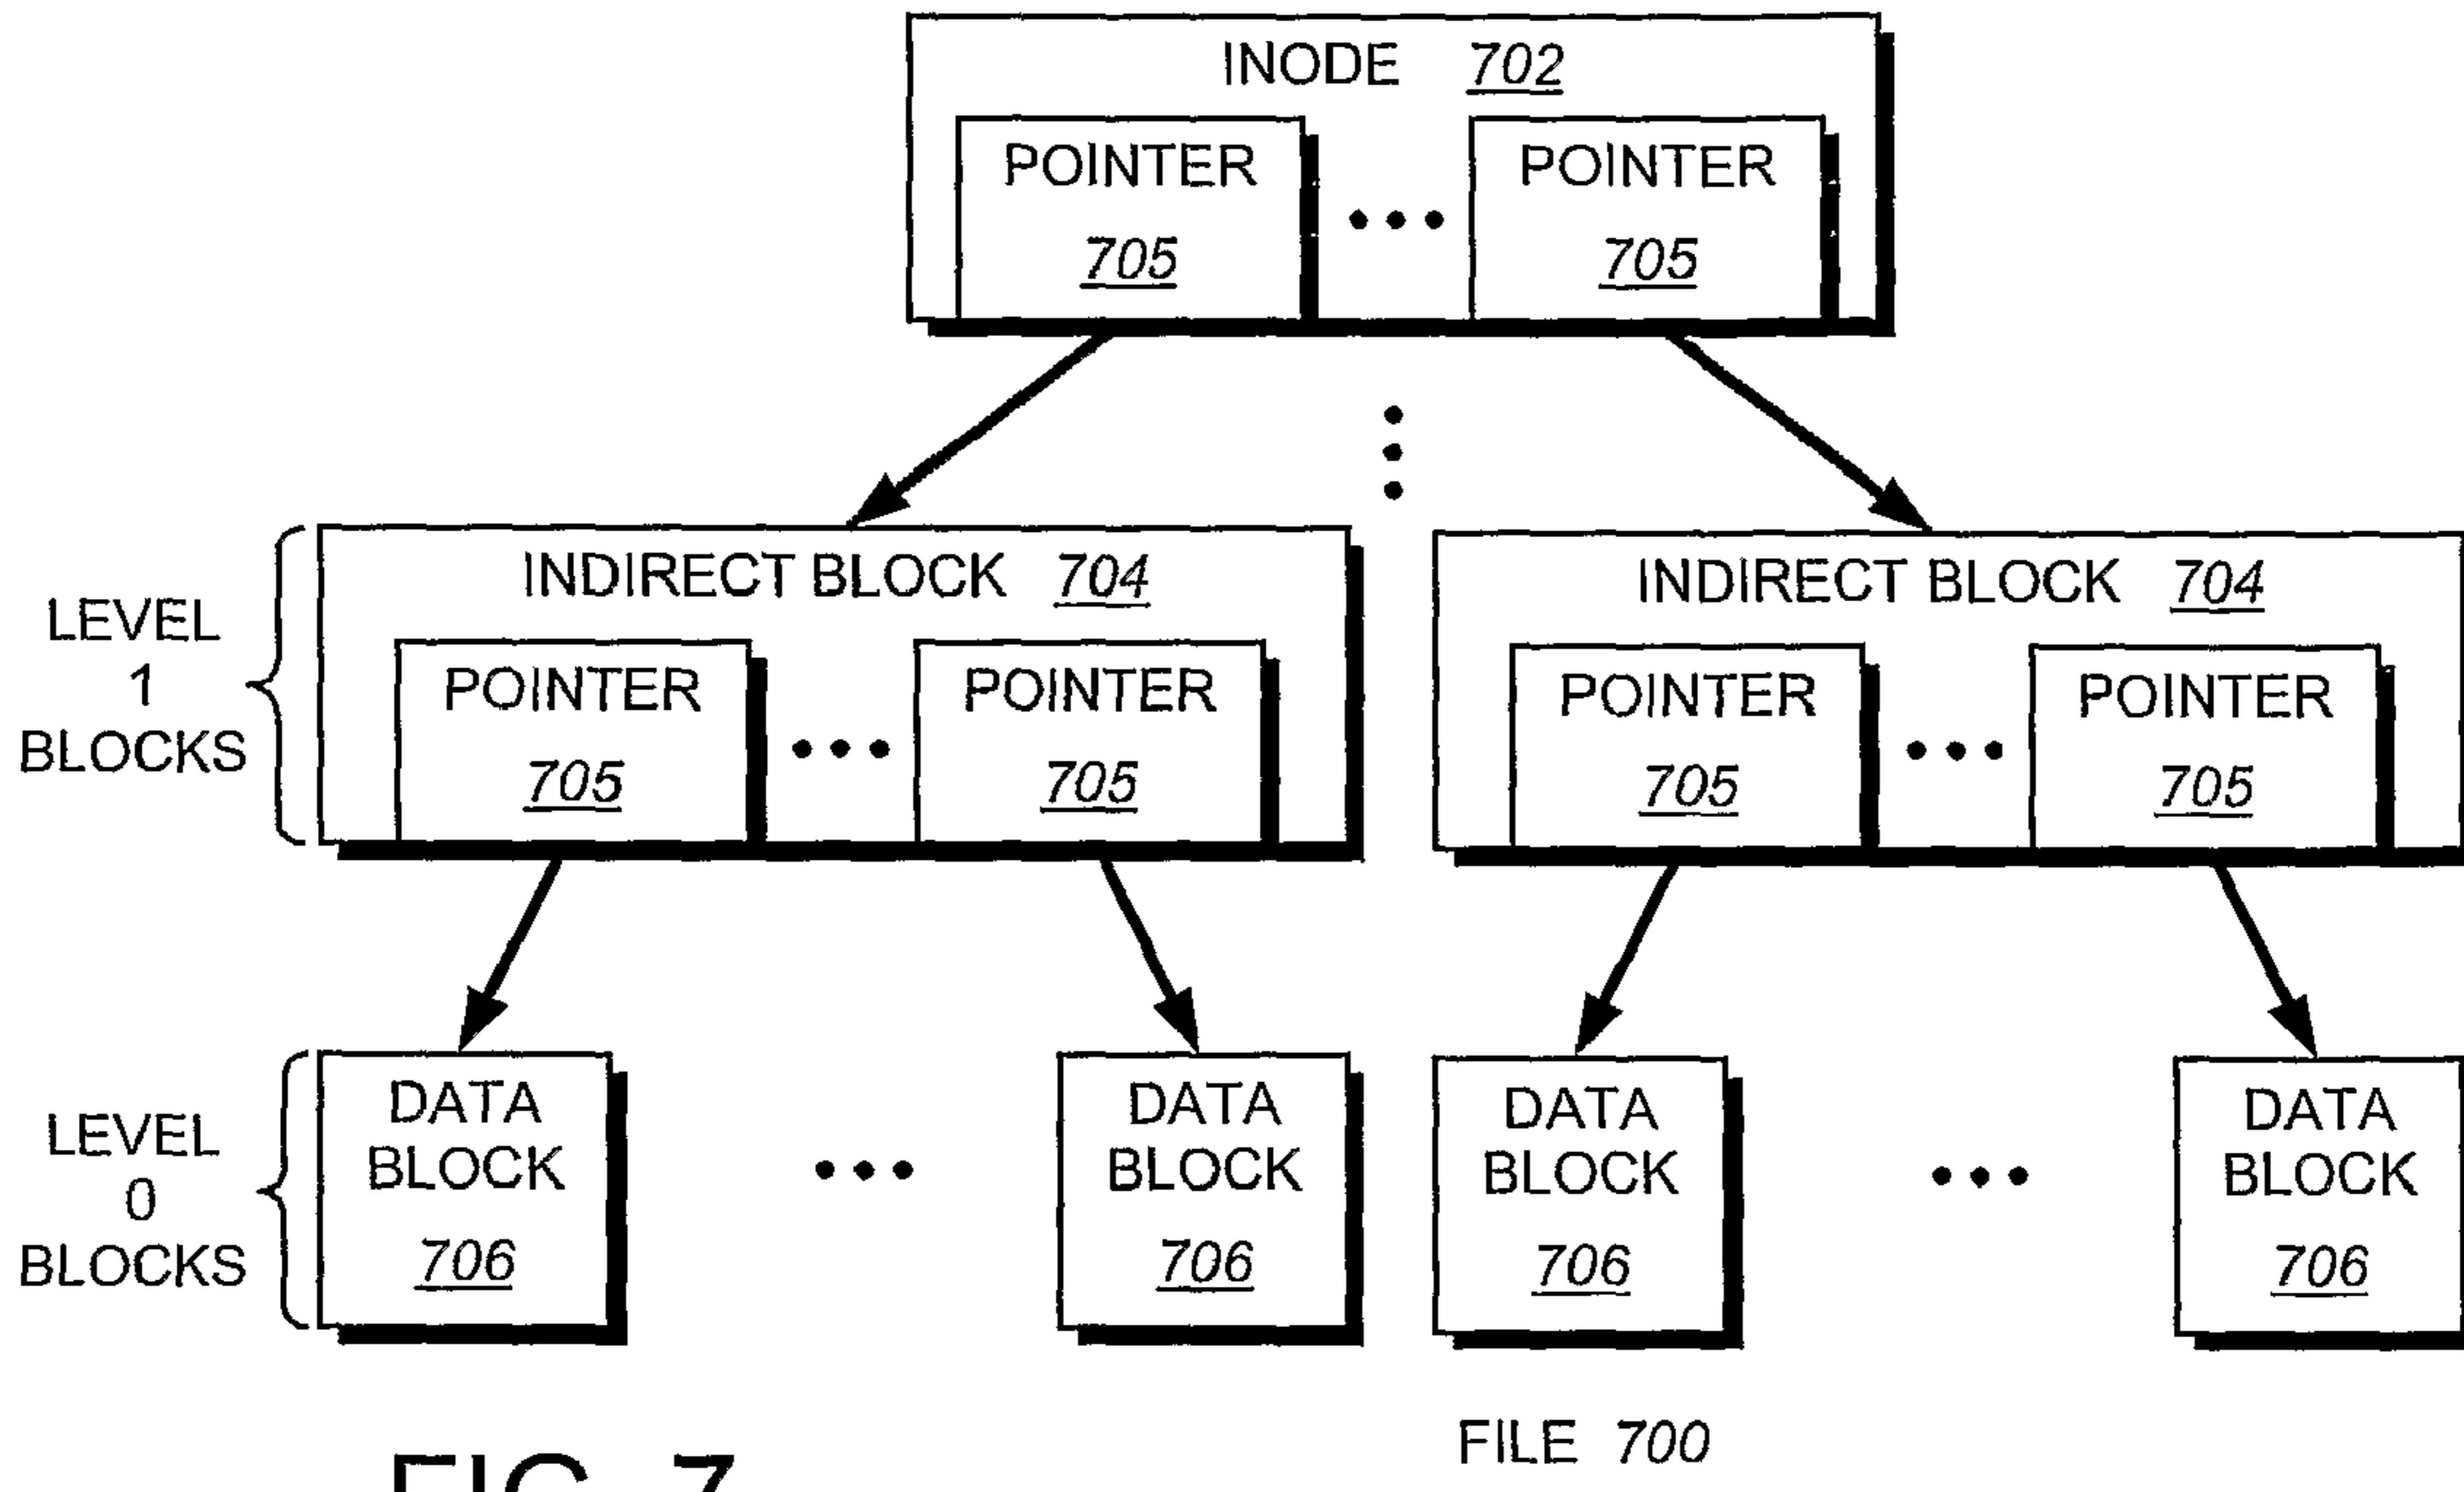 INODE 702
POINTER POINTER
705 705
INDIRECT BLOCK 704 INDIRECT BLOCK 704
LEVEL
1
BLOCKS
POINTER POINTER POINTER POINTER
705 705 705 705
LEVEL
0
BLOCKS
DATA DATA DATA DATA
BLOCK BLOCK BLOCK BLOCK
706 706 706 706
FILE 700
FIG. 7